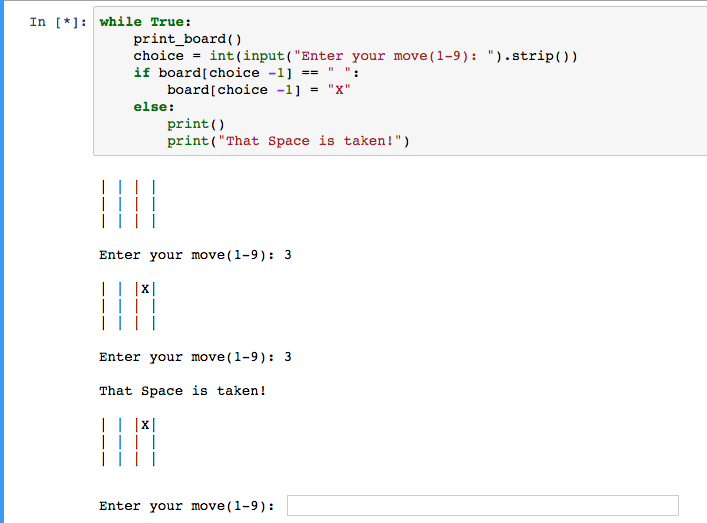 In [*]: while True:
    print_board()
    choice = int(input("Enter your move(1-9): ").strip())
    if board[choice -1] == " ":
        board[choice -1] = "X"
    else:
        print()
        print("That Space is taken!")
| | | |
| | | |
| | | |
Enter your move(1-9): 3
| | |X|
| | | |
| | | |
Enter your move(1-9): 3
That Space is taken!
| | |X|
| | | |
| | | |
Enter your move(1-9):